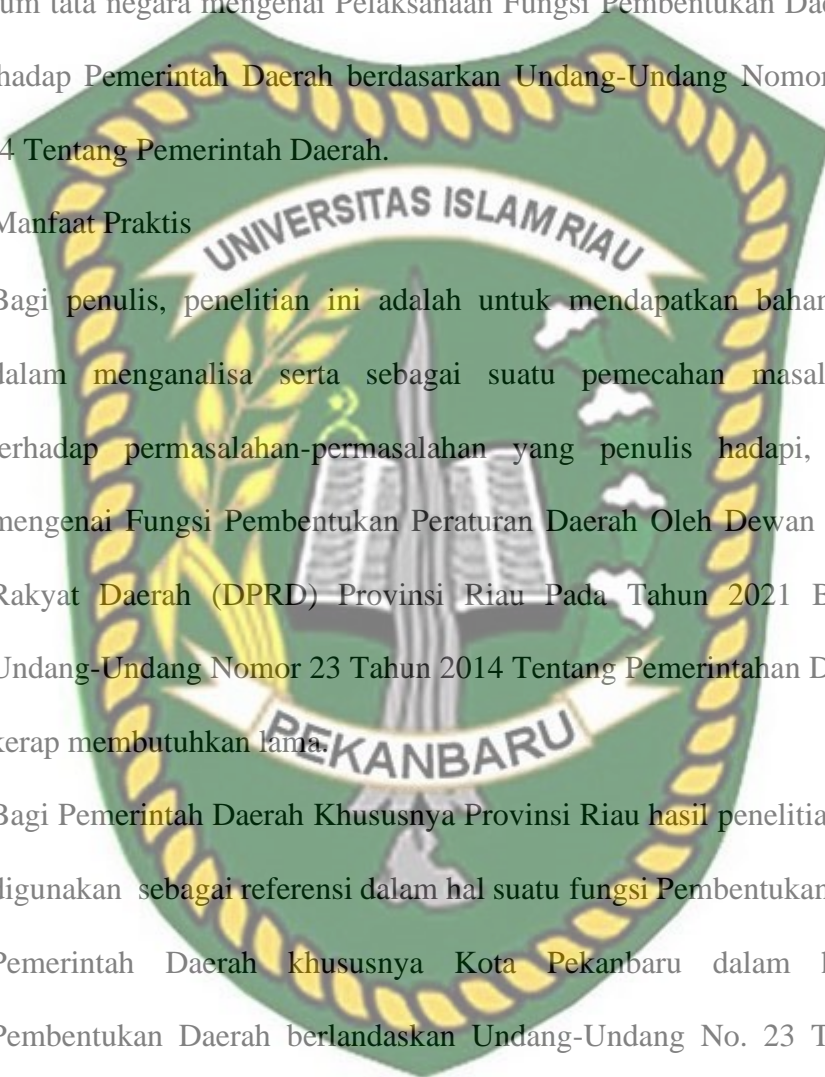 um tata negara mengenai Pelaksanaan Fungsi Pembentukan Dae
hadap Pemerintah Daerah berdasarkan Undang-Undang Nomor
4 Tentang Pemerintah Daerah.
Manfaat Praktis
UNIVERSITAS ISLAM RIAU
Bagi penulis, penelitian ini adalah untuk mendapatkan bahan
dalam menganalisa serta sebagai suatu pemecahan masal
terhadap permasalahan-permasalahan yang penulis hadapi,
mengenai Fungsi Pembentukan Peraturan Daerah Oleh Dewan
Rakyat Daerah (DPRD) Provinsi Riau Pada Tahun 2021 B
Undang-Undang Nomor 23 Tahun 2014 Tentang Pemerintahan D
kerap membutuhkan lama.
PEKANBARU
Bagi Pemerintah Daerah Khususnya Provinsi Riau hasil penelitia
digunakan sebagai referensi dalam hal suatu fungsi Pembentukan
Pemerintah Daerah khususnya Kota Pekanbaru dalam h
Pembentukan Daerah berlandaskan Undang-Undang No. 23 T